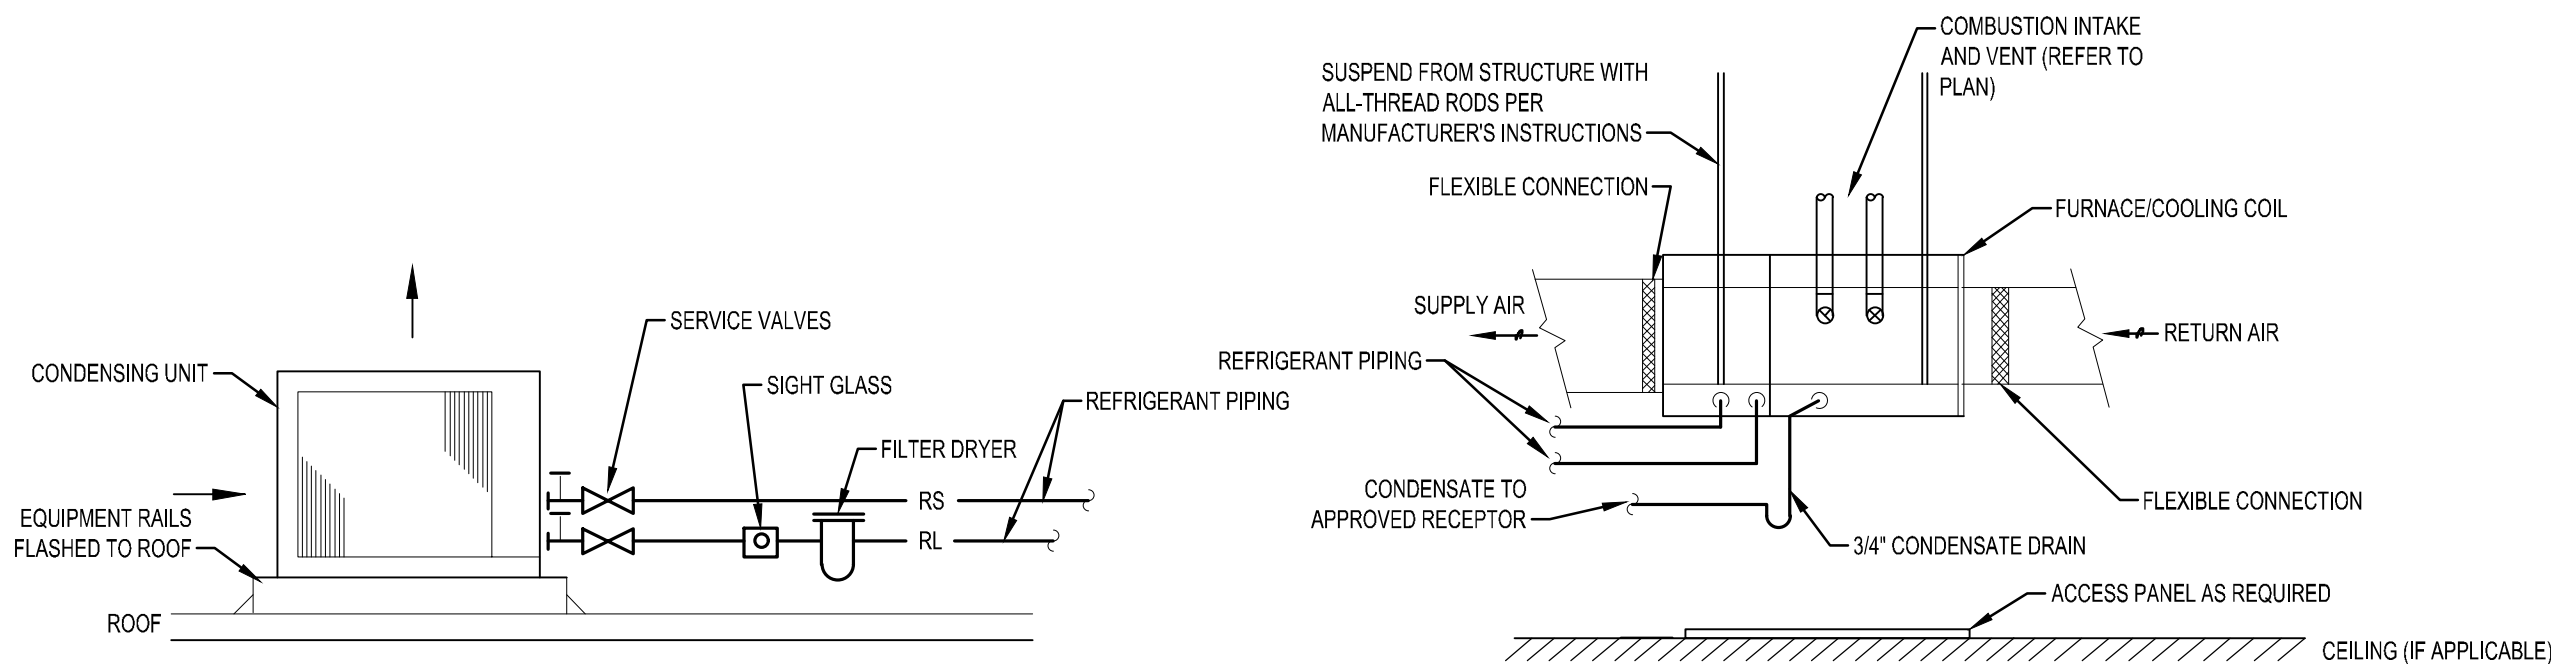 CONDENSING UNIT
EQUIPMENT RAILS
FLASHED TO ROOF
ROOF
SERVICE VALVES
SIGHT GLASS
FILTER DRYER
REFRIGERANT PIPING
RS
RL
SUSPEND FROM STRUCTURE WITH
ALL-THREAD RODS PER
MANUFACTURER'S INSTRUCTIONS
FLEXIBLE CONNECTION
COMBUSTION INTAKE
AND VENT (REFER TO
PLAN)
FURNACE/COOLING COIL
SUPPLY AIR
RETURN AIR
REFRIGERANT PIPING
CONDENSATE TO
APPROVED RECEPTOR
FLEXIBLE CONNECTION
3/4" CONDENSATE DRAIN
ACCESS PANEL AS REQUIRED
CEILING (IF APPLICABLE)